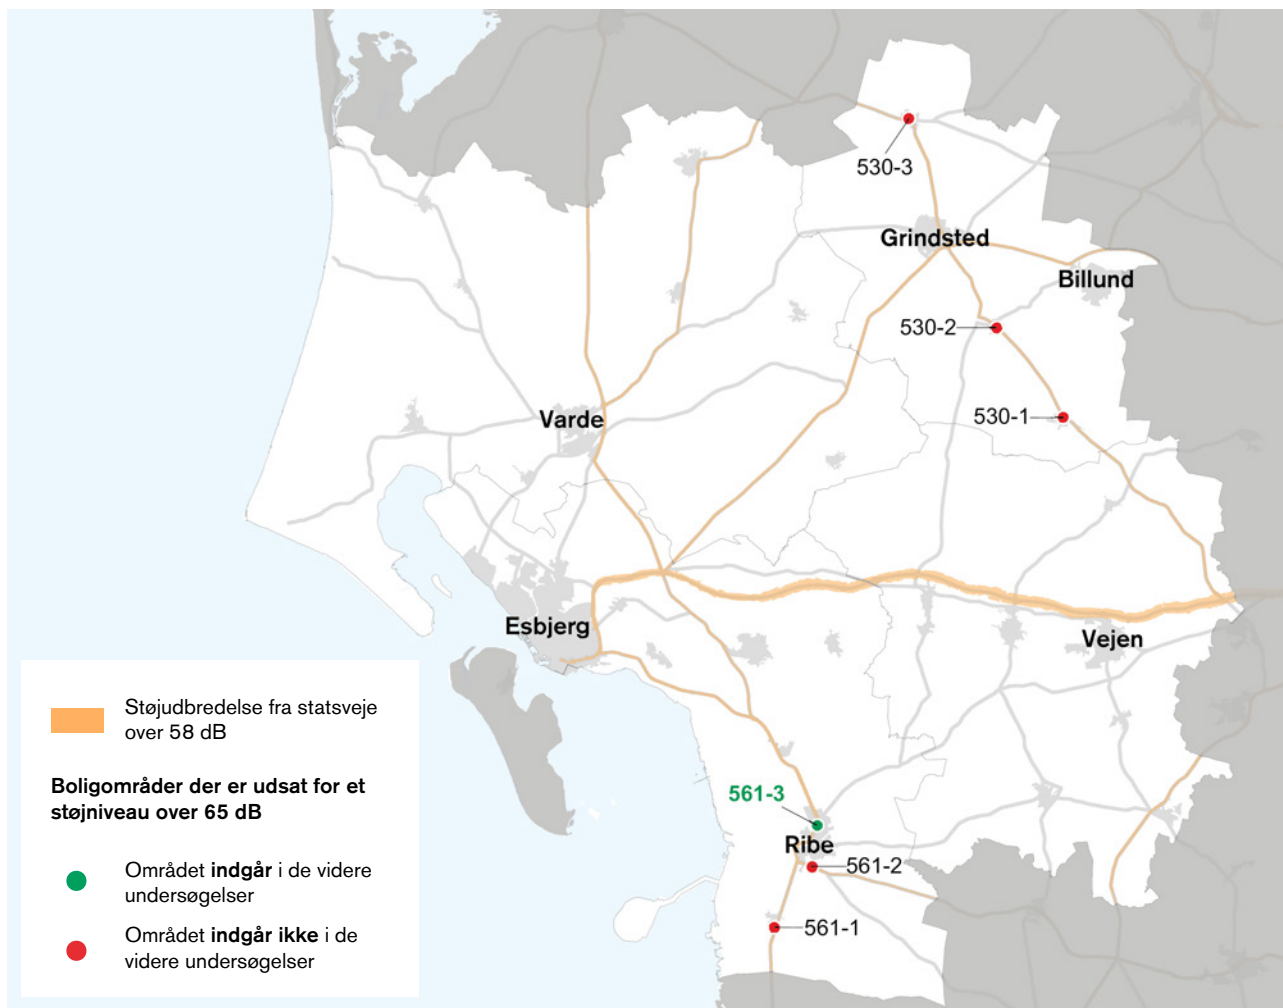 530-3
Grindsted
Billund
530-2
530-1
Varde
Esbjerg
Vejen
561-3
Ribe
561-2
561-1
Støjudbredelse fra statsveje
over 58 dB
Boligområder der er udsat for et
støjniveau over 65 dB
Området indgår i de videre
undersøgelser
Området indgår ikke i de
videre undersøgelser